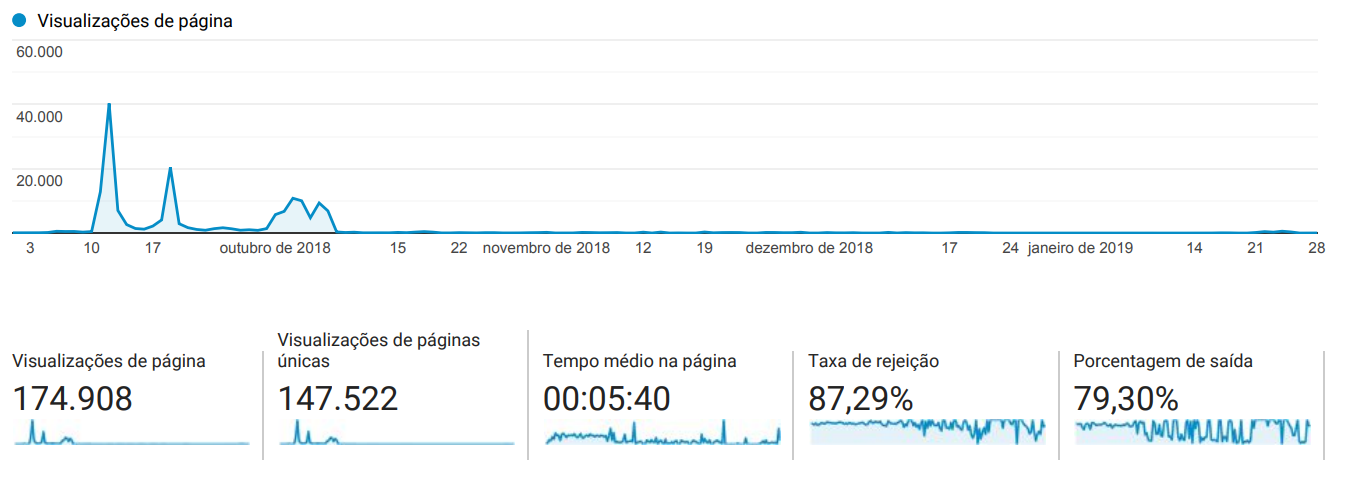 Visualizações de página
60.000
40.000
20.000
3 10 17 outubro de 2018 15 22 novembro de 2018 12 19 dezembro de 2018 17 24 janeiro de 2019 14 21 28
Visualizações de página
174.908
Visualizações de páginas
únicas
147.522
Tempo médio na página
00:05:40
Taxa de rejeição
87,29%
Porcentagem de saída
79,30%